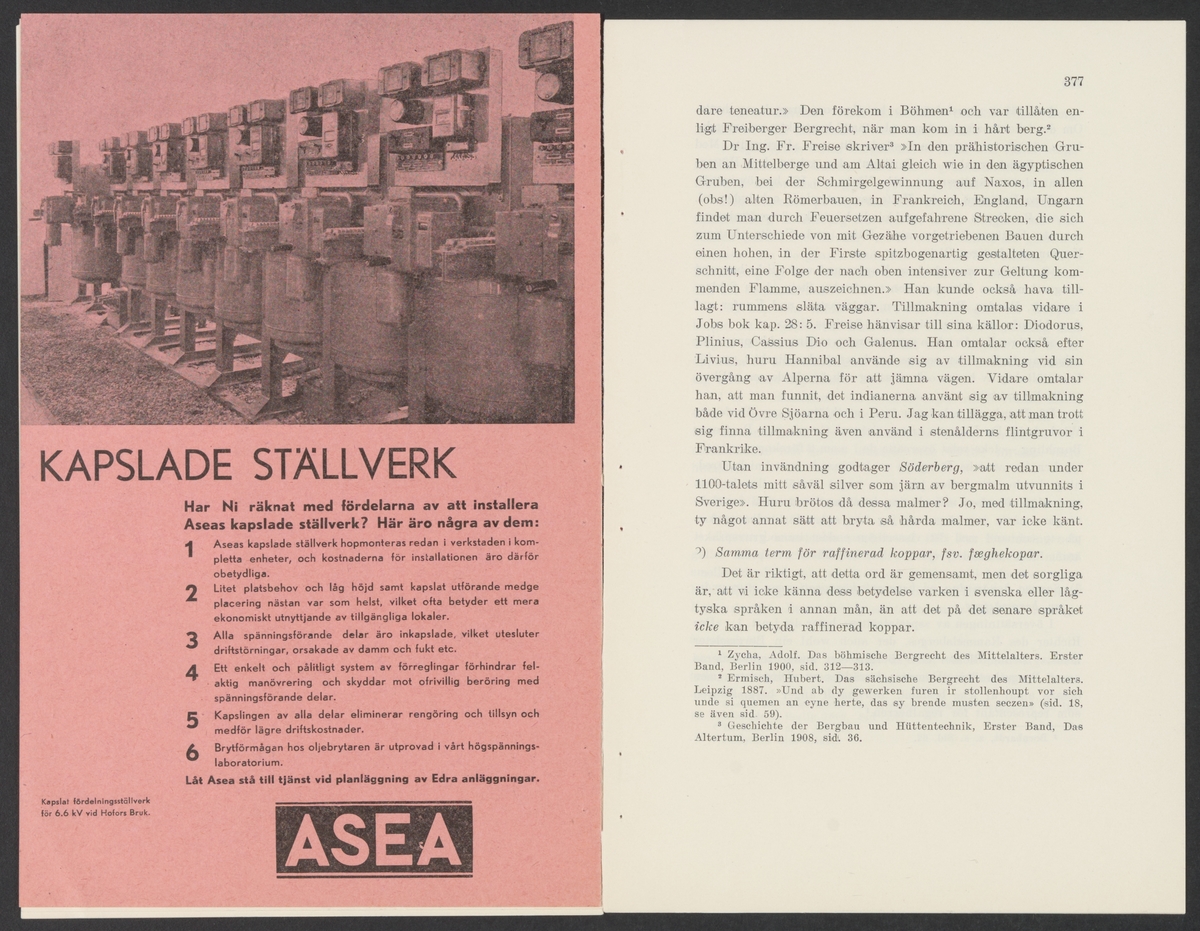 KAPSLADE STÄLLVERK
Har Ni räknat med fördelarna av att installera
Aseas kapslade ställverk? Här äro några av dem:
1 Aseas kapslade ställverk hopmonteras redan i verkstaden i kom-
pletta enheter, och kostnaderna för installationen äro därför
obetydliga.
2 Litet platsbehov och låg höjd samt kapslat utförande medge
placering nästan var som helst, vilket ofta betyder ett mera
ekonomiskt utnyttjande av tillgängliga lokaler.
3 Alla spänningsförande delar äro inkapslade, vilket utesluter
driftstörningar, orsakade av damm och fukt etc.
4 Ett enkelt och pålitligt system av förreglingar förhindrar fel-
aktig manövrering och skyddar mot ofrivillig beröring med
spänningsförande delar.
5 Kapslingen av alla delar eliminerar rengöring och tillsyn och
medför lägre driftskostnader.
6 Brytförmågan hos oljebrytaren är utprovad i vårt högspännings-
laboratorium.
Låt Asea stå till tjänst vid planläggning av Edra anläggningar.
Kapslat fördelningsställverk
för 6.6 kV vid Hofors Bruk.
ASEA
377
dare teneatur.» Den förekom i Böhmen¹ och var tillåten en-
ligt Freiberger Bergrecht, när man kom in i hårt berg.²
Dr Ing. Fr. Freise skriver³ »In den prähistorischen Gru-
ben an Mittelberge und am Altai gleich wie in den ägyptischen
Gruben, bei der Schmirgelgewinnung auf Naxos, in allen
(obs!) alten Römerbauen, in Frankreich, England, Ungarn
findet man durch Feuersetzen aufgefahrene Strecken, die sich
zum Unterschiede von mit Gezähe vorgetriebenen Bauen durch
einen hohen, in der Firste spitzbogenartig gestalteten Quer-
schnitt, eine Folge der nach oben intensiver zur Geltung kom-
menden Flamme, auszeichnen.» Han kunde också hava till-
lagt: rummens släta väggar. Tillmakning omtalas vidare i
Jobs bok kap. 28: 5. Freise hänvisar till sina källor: Diodorus,
Plinius, Cassius Dio och Galenus. Han omtalar också efter
Livius, huru Hannibal använde sig av tillmakning vid sin
övergång av Alperna för att jämna vägen. Vidare omtalar
han, att man funnit, det indianerna använt sig av tillmakning
både vid Övre Sjöarna och i Peru. Jag kan tillägga, att man trott
sig finna tillmakning även använd i stenålderns flintgruvor i
Frankrike.
Utan invändning godtager Söderberg, »att redan under
1100-talets mitt såväl silver som järn av bergmalm utvunnits i
Sverige». Huru brötos då dessa malmer? Jo, med tillmakning,
ty något annat sätt att bryta så hårda malmer, var icke känt.
⁾) Samma term för raffinerad koppar, fsv. fæghekopar.
Det är riktigt, att detta ord är gemensamt, men det sorgliga
är, att vi icke känna dess betydelse varken i svenska eller låg-
tyska språken i annan mån, än att det på det senare språket
icke kan betyda raffinerad koppar.
¹ Zycha, Adolf. Das böhmische Bergrecht des Mittelalters. Erster
Band, Berlin 1900, sid. 312—313.
² Ermisch, Hubert. Das sächsische Bergrecht des Mittelalters.
Leipzig 1887. »Und ab dy gewerken furen ir stollenhoupt vor sich
unde si quemen an eyne herte, das sy brende musten seczen» (sid. 18,
se även sid. 59).
³ Geschichte der Bergbau und Hüttentechnik, Erster Band, Das
Altertum, Berlin 1908, sid. 36.